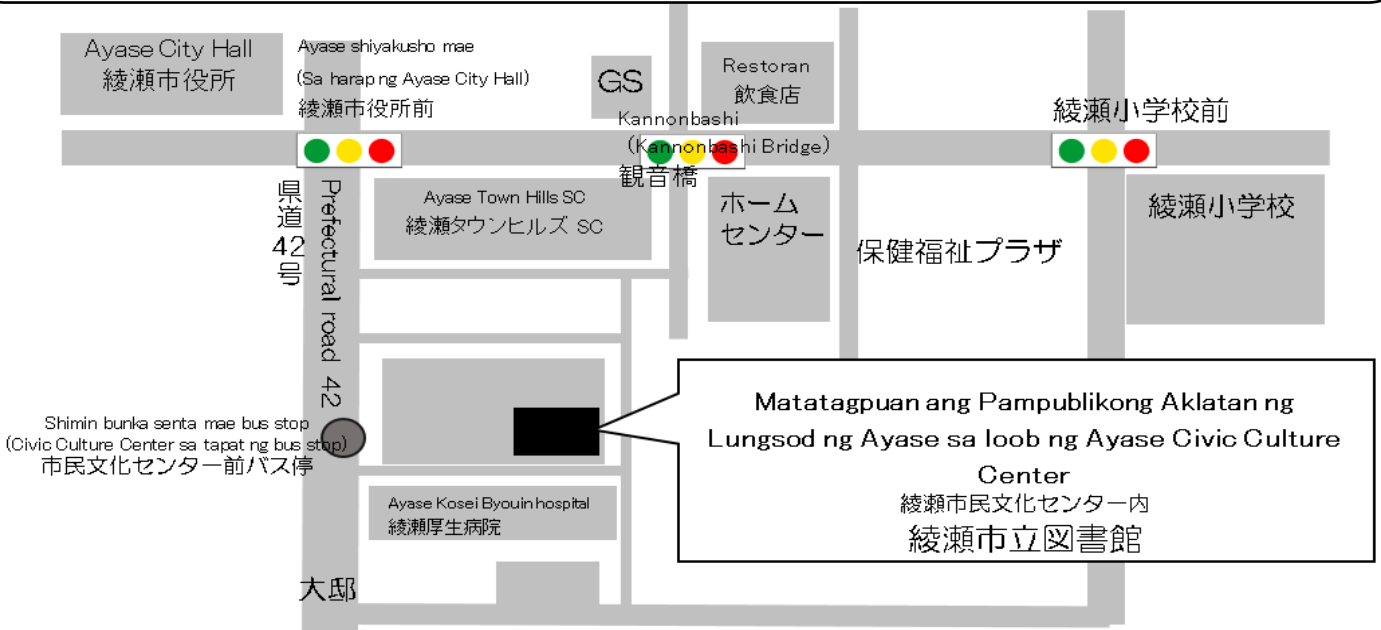 Ayase City Hall
綾瀬市役所
Ayase shiyakusho mae
(Sa harap ng Ayase City Hall)
綾瀬市役所前
GS
Restoran
飲食店
Kannonbashi
(Kannonbashi Bridge)
観音橋
綾瀬小学校前
県道42号
Prefectural road 42
Ayase Town Hills SC
綾瀬タウンヒルズ SC
ホーム
センター
保健福祉プラザ
綾瀬小学校
Shimin bunka senta mae bus stop
(Civic Culture Center sa tapat ng bus stop)
市民文化センター前バス停
Matatagpuan ang Pampublikong Aklatan ng
Lungsod ng Ayase sa loob ng Ayase Civic Culture
Center
綾瀬市民文化センター内
綾瀬市立図書館
Ayase Kosei Byouin hospital
綾瀬厚生病院
大邸